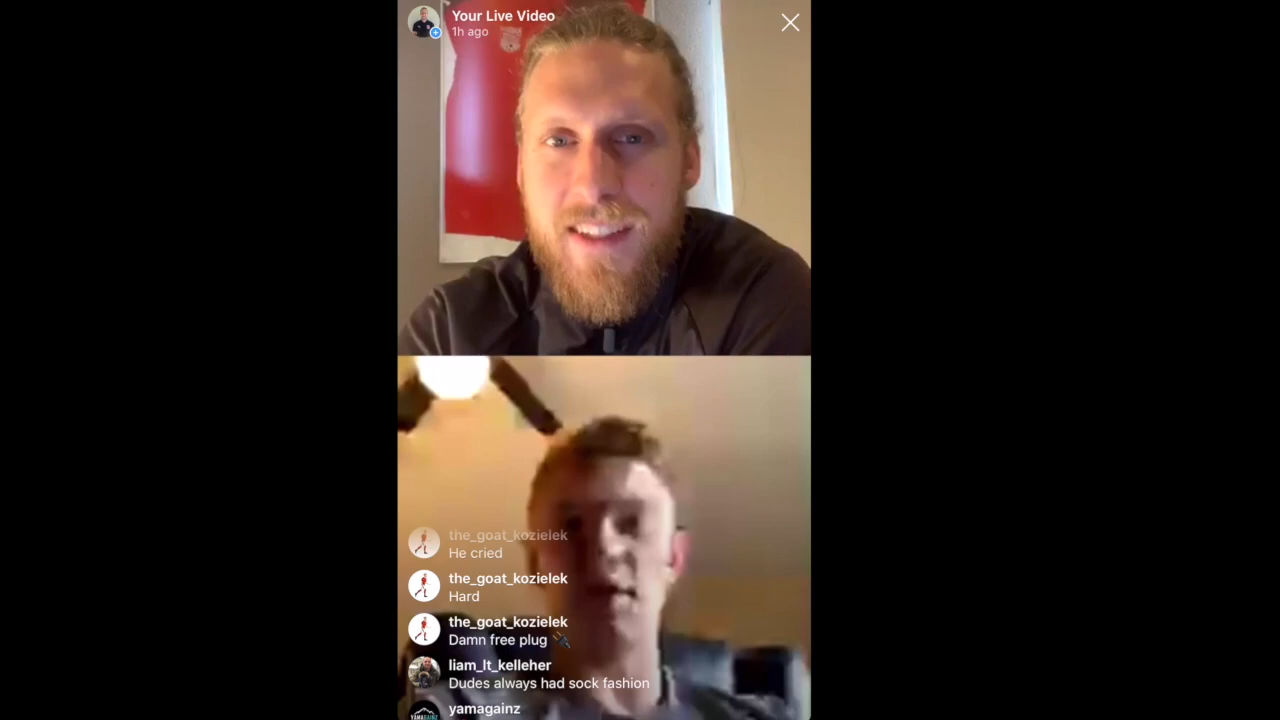 Your Live Video
1h ago
the_goat_kozielek
He cried
the_goat_kozielek
Hard
the_goat_kozielek
Damn free plug 🔌
liam_lt_kelleher
Dudes always had sock fashion
YAMAGAINZ
yamagainz